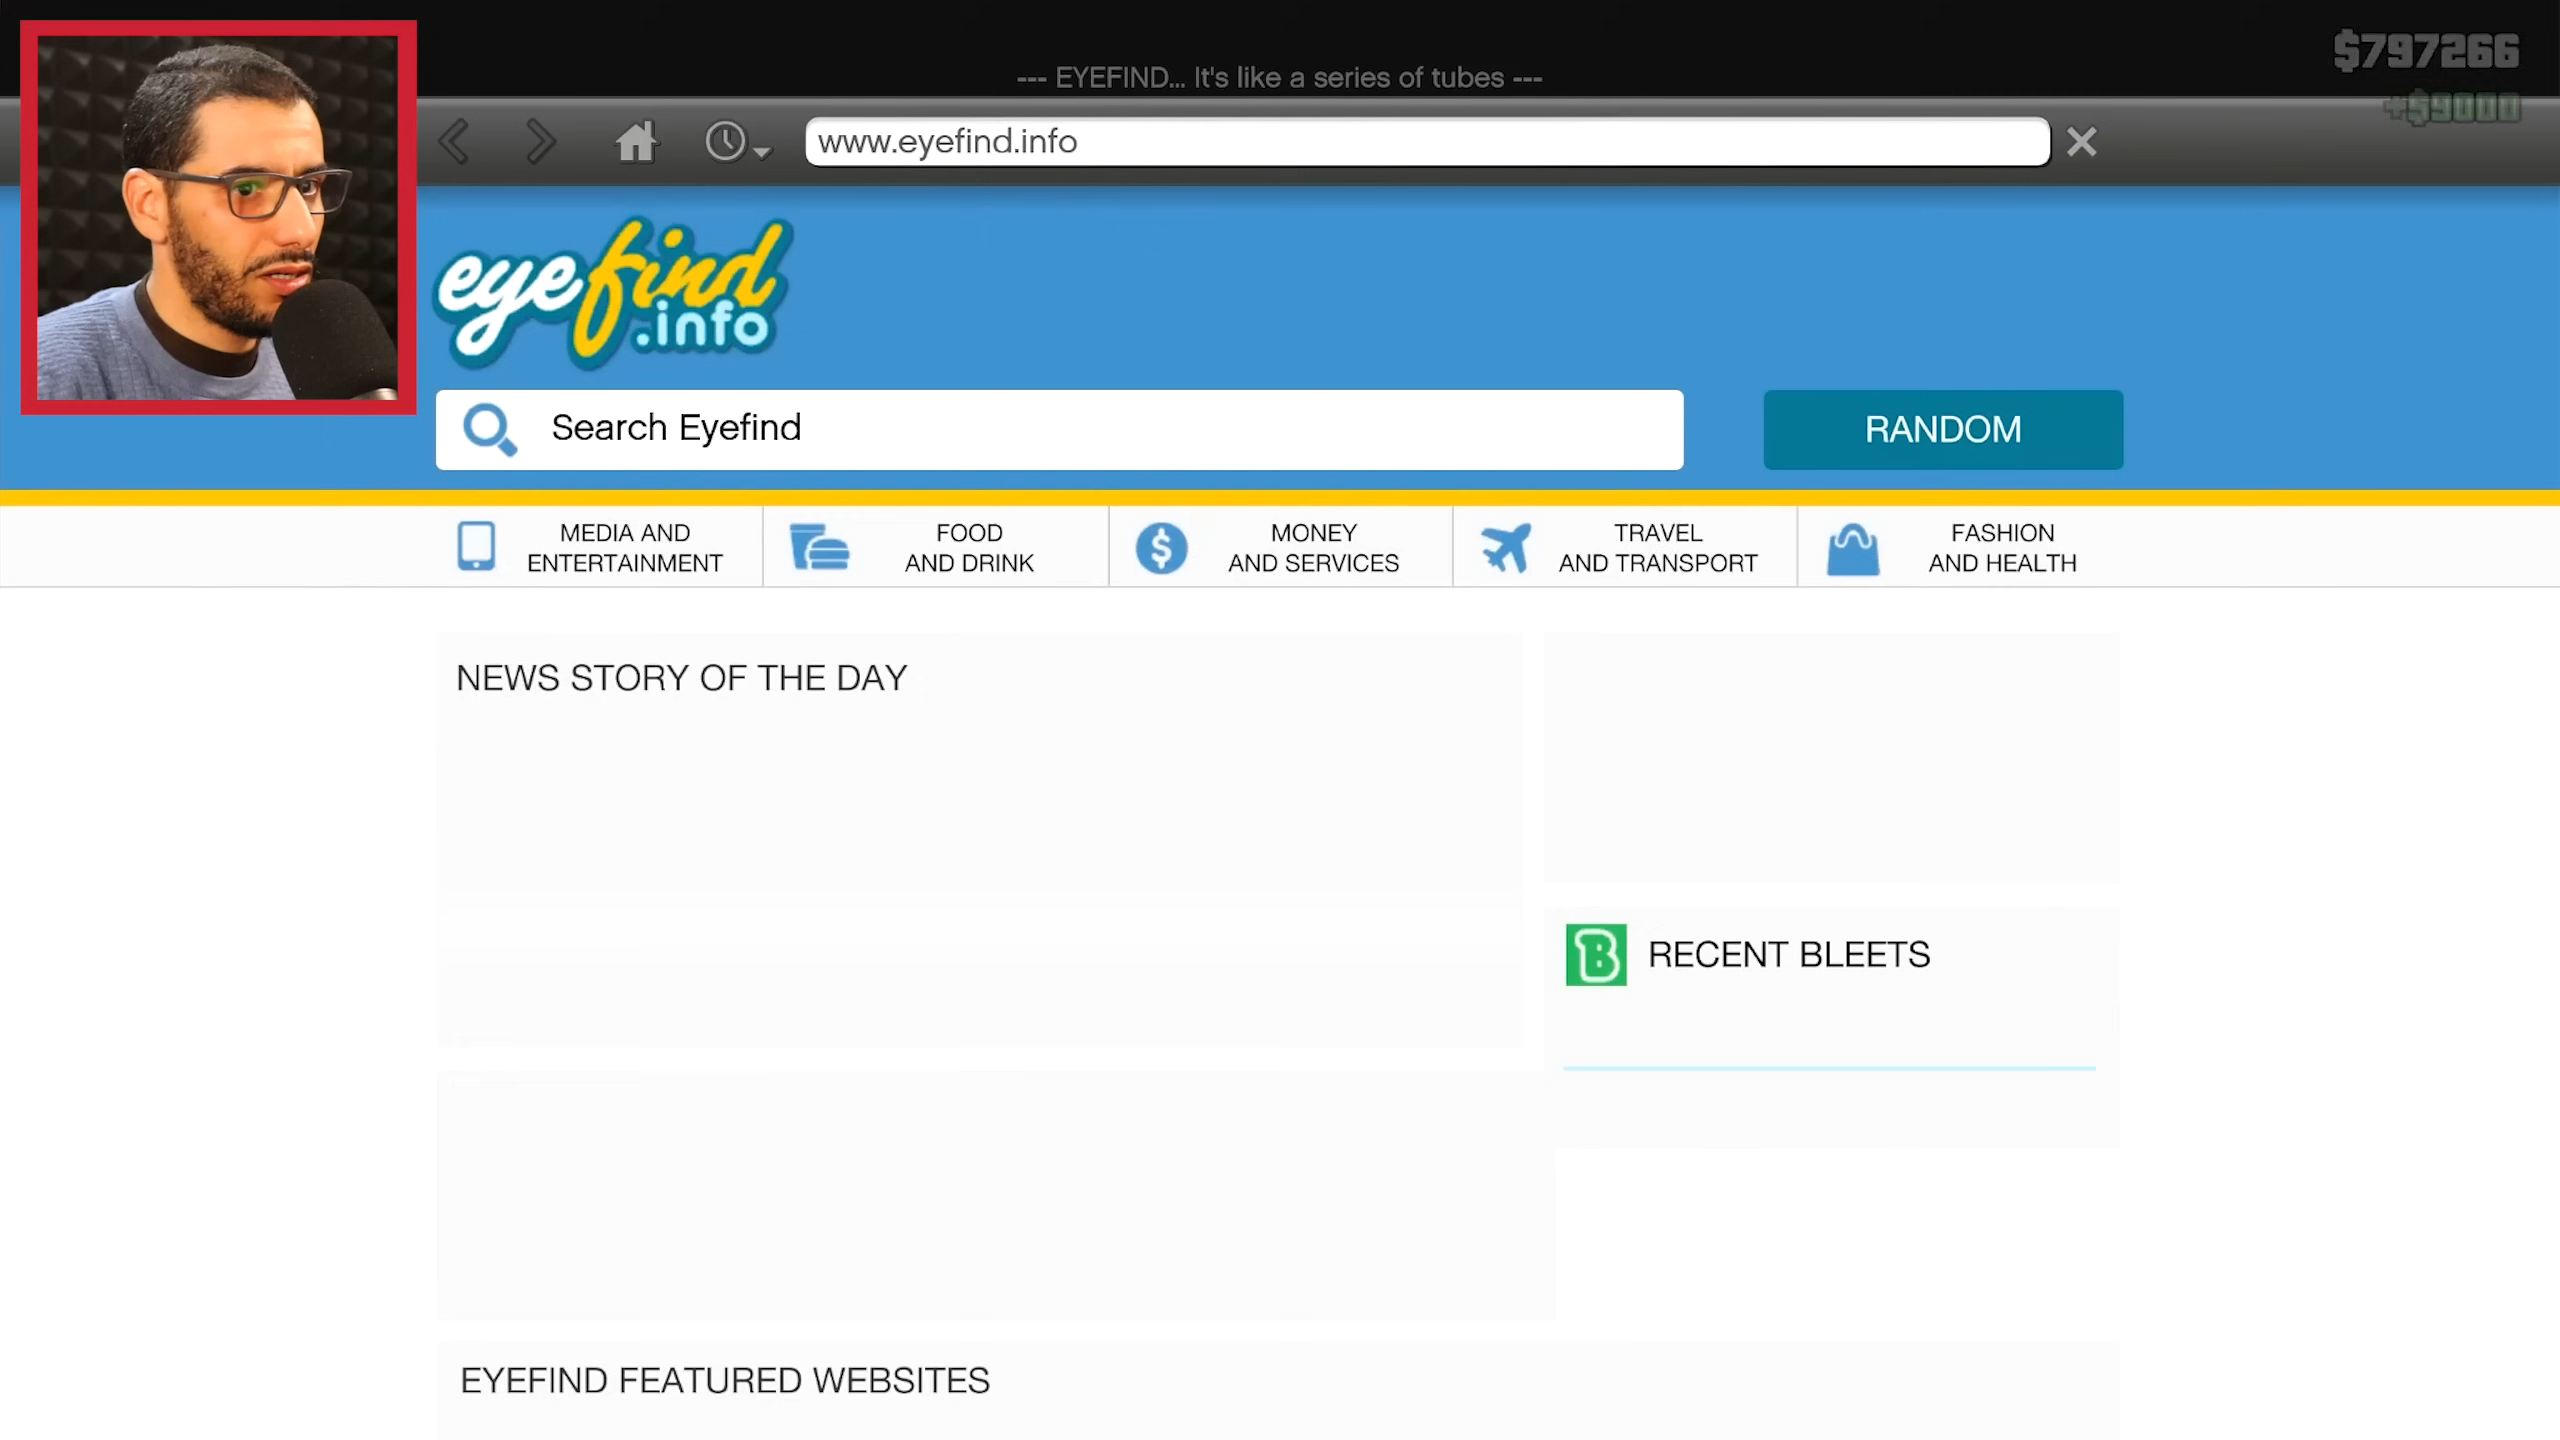 --- EYEFIND... It's like a series of tubes ---
$797266
+$9000
www.eyefind.info
eyefind
.info
Search Eyefind
RANDOM
MEDIA AND
ENTERTAINMENT
FOOD
AND DRINK
MONEY
AND SERVICES
TRAVEL
AND TRANSPORT
FASHION
AND HEALTH
NEWS STORY OF THE DAY
B RECENT BLEETS
EYEFIND FEATURED WEBSITES